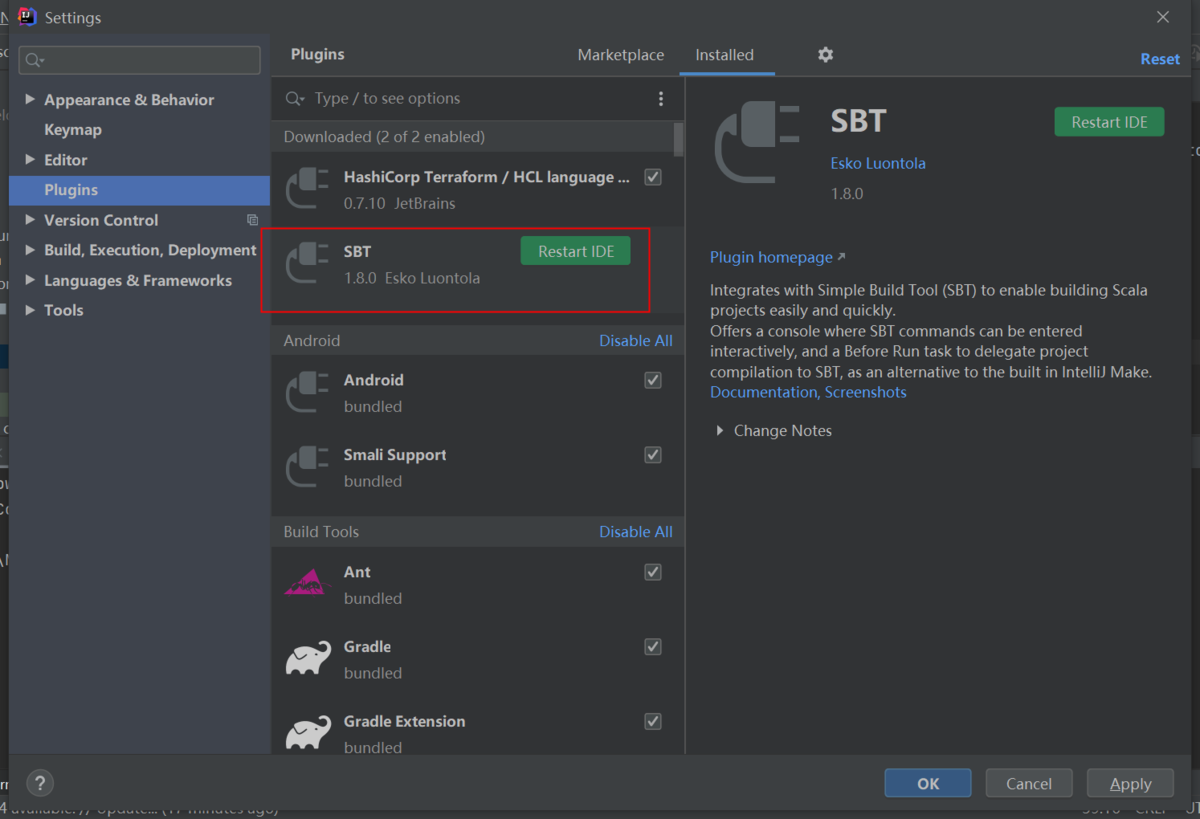 Settings
Plugins Marketplace Installed Reset
Type / to see options
Appearance & Behavior
Keymap
Editor
Plugins
Version Control
Build, Execution, Deployment
Languages & Frameworks
Tools
Downloaded (2 of 2 enabled)
HashiCorp Terraform / HCL language ...
0.7.10 JetBrains
SBT Restart IDE
1.8.0 Esko Luontola
Android Disable All
Android
bundled
Smali Support
bundled
Build Tools Disable All
Ant
bundled
Gradle
bundled
Gradle Extension
bundled
SBT Restart IDE
Esko Luontola
1.8.0
Plugin homepage
Integrates with Simple Build Tool (SBT) to enable building Scala
projects easily and quickly.
Offers a console where SBT commands can be entered
interactively, and a Before Run task to delegate project
compilation to SBT, as an alternative to the built in IntelliJ Make.
Documentation, Screenshots
Change Notes
? OK Cancel Apply